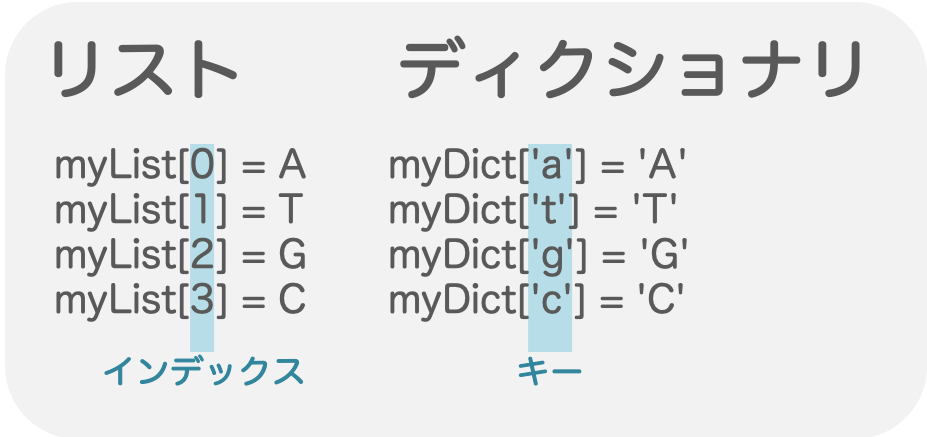 リスト
myList[0] = A
myList[1] = T
myList[2] = G
myList[3] = C
インデックス
ディクショナリ
myDict['a'] = 'A'
myDict['t'] = 'T'
myDict['g'] = 'G'
myDict['c'] = 'C'
キー